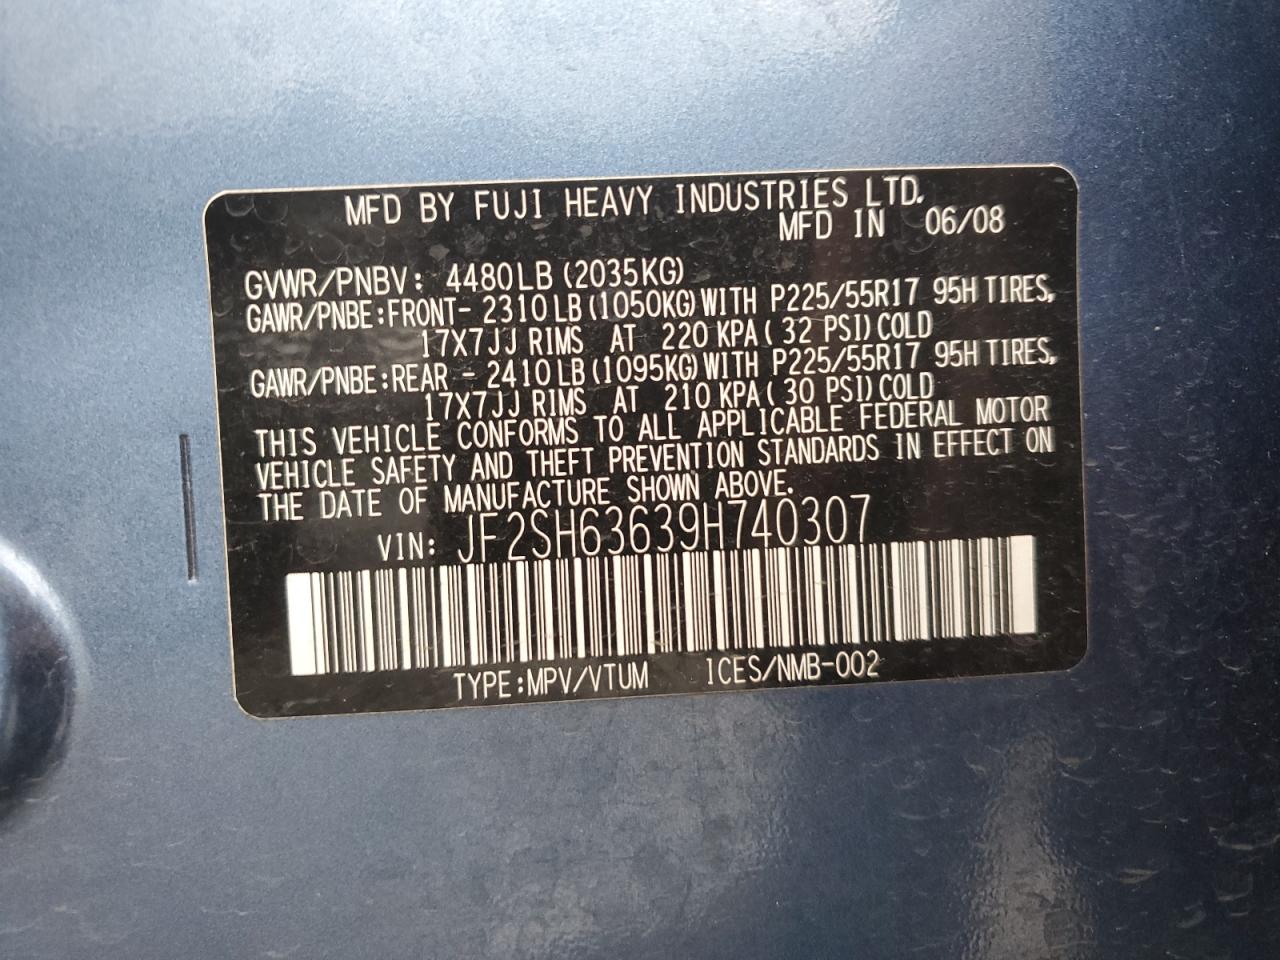 MFD BY FUJI HEAVY INDUSTRIES LTD.
MFD IN 06/08
GVWR/PNBV: 4480LB (2035KG)
GAWR/PNBE:FRONT- 2310LB (1050KG) WITH P225/55R17 95H TIRES,
17X7JJ RIMS AT 220 KPA( 32 PSI) COLD
GAWR/PNBE:REAR - 2410LB (1095KG) WITH P225/55R17 95H TIRES,
17X7JJ RIMS AT 210 KPA( 30 PSI) COLD
THIS VEHICLE CONFORMS TO ALL APPLICABLE FEDERAL MOTOR
VEHICLE SAFETY AND THEFT PREVENTION STANDARDS IN EFFECT ON
THE DATE OF MANUFACTURE SHOWN ABOVE.
VIN: JF2SH63639H740307
TYPE:MPV/VTUM ICES/NMB-002